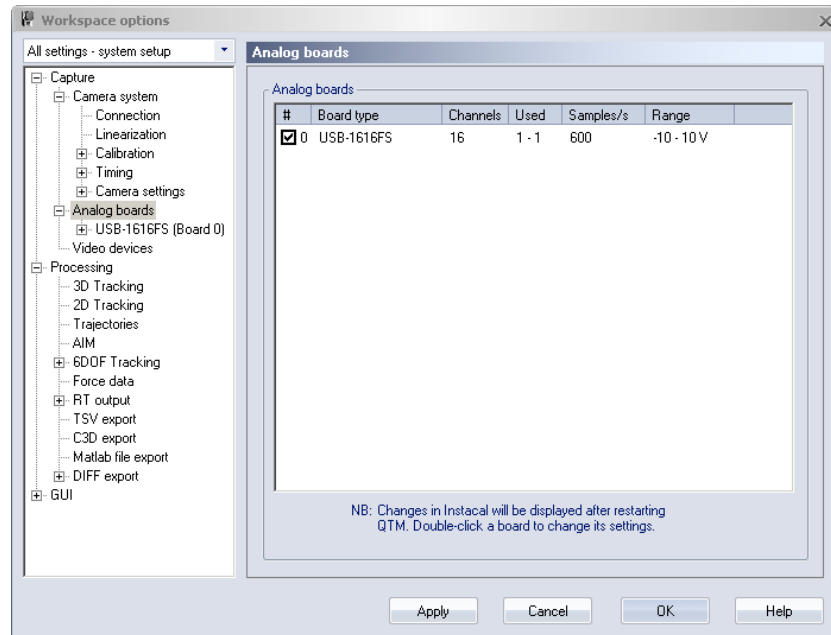 Workspace options
All settings - system setup
Capture
Camera system
Connection
Linearization
Calibration
Timing
Camera settings
Analog boards
USB-1616FS (Board 0)
Video devices
Processing
3D Tracking
2D Tracking
Trajectories
AIM
6DOF Tracking
Force data
RT output
TSV export
C3D export
Matlab file export
DIFF export
GUI
Analog boards
Analog boards
# Board type Channels Used Samples/s Range
0 USB-1616FS 16 1 - 1 600 -10 - 10 V
NB: Changes in Instacal will be displayed after restarting
QTM. Double-click a board to change its settings.
Apply Cancel OK Help